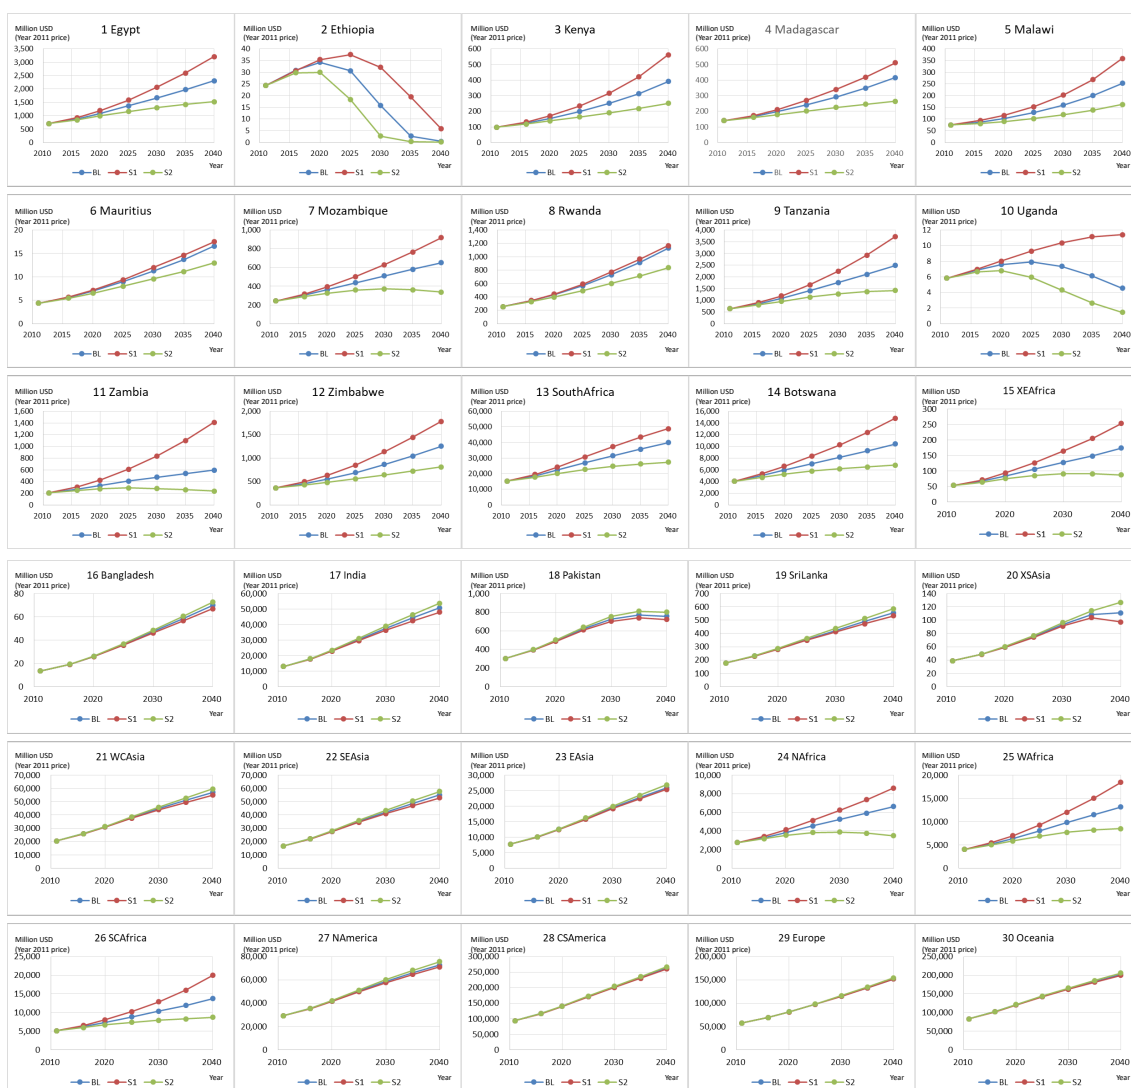 Million USD
(Year 2011 price)
1 Egypt
3,500
3,000
2,500
2,000
1,500
1,000
500
0
2010 2015 2020 2025 2030 2035 2040
Year
BL S1 S2
Million USD
(Year 2011 price)
2 Ethiopia
40
35
30
25
20
15
10
5
0
2010 2015 2020 2025 2030 2035 2040
Year
BL S1 S2
Million USD
(Year 2011 price)
3 Kenya
600
500
400
300
200
100
0
2010 2015 2020 2025 2030 2035 2040
Year
BL S1 S2
Million USD
(Year 2011 price)
4 Madagascar
600
500
400
300
200
100
0
2010 2015 2020 2025 2030 2035 2040
Year
BL S1 S2
Million USD
(Year 2011 price)
5 Malawi
400
350
300
250
200
150
100
50
0
2010 2015 2020 2025 2030 2035 2040
Year
BL S1 S2
Million USD
(Year 2011 price)
6 Mauritius
20
15
10
5
0
2010 2015 2020 2025 2030 2035 2040
Year
BL S1 S2
Million USD
(Year 2011 price)
7 Mozambique
1,000
800
600
400
200
0
2010 2015 2020 2025 2030 2035 2040
Year
BL S1 S2
Million USD
(Year 2011 price)
8 Rwanda
1,400
1,200
1,000
800
600
400
200
0
2010 2015 2020 2025 2030 2035 2040
Year
BL S1 S2
Million USD
(Year 2011 price)
9 Tanzania
4,000
3,500
3,000
2,500
2,000
1,500
1,000
500
0
2010 2015 2020 2025 2030 2035 2040
Year
BL S1 S2
Million USD
(Year 2011 price)
10 Uganda
12
10
8
6
4
2
0
2010 2015 2020 2025 2030 2035 2040
Year
BL S1 S2
Million USD
(Year 2011 price)
11 Zambia
1,600
1,400
1,200
1,000
800
600
400
200
0
2010 2015 2020 2025 2030 2035 2040
Year
BL S1 S2
Million USD
(Year 2011 price)
12 Zimbabwe
2,000
1,500
1,000
500
0
2010 2015 2020 2025 2030 2035 2040
Year
BL S1 S2
Million USD
(Year 2011 price)
13 SouthAfrica
60,000
50,000
40,000
30,000
20,000
10,000
0
2010 2015 2020 2025 2030 2035 2040
Year
BL S1 S2
Million USD
(Year 2011 price)
14 Botswana
16,000
14,000
12,000
10,000
8,000
6,000
4,000
2,000
0
2010 2015 2020 2025 2030 2035 2040
Year
BL S1 S2
Million USD
(Year 2011 price)
15 XEAfrica
300
250
200
150
100
50
0
2010 2015 2020 2025 2030 2035 2040
Year
BL S1 S2
Million USD
(Year 2011 price)
16 Bangladesh
80
60
40
20
0
2010 2020 2030 2040
Year
BL S1 S2
Million USD
(Year 2011 price)
17 India
60,000
50,000
40,000
30,000
20,000
10,000
0
2010 2020 2030 2040
Year
BL S1 S2
Million USD
(Year 2011 price)
18 Pakistan
1,000
800
600
400
200
0
2010 2020 2030 2040
Year
BL S1 S2
Million USD
(Year 2011 price)
19 SriLanka
700
600
500
400
300
200
100
0
2010 2020 2030 2040
Year
BL S1 S2
Million USD
(Year 2011 price)
20 XSAsia
140
120
100
80
60
40
20
0
2010 2020 2030 2040
Year
BL S1 S2
Million USD
(Year 2011 price)
21 WCAsia
70,000
60,000
50,000
40,000
30,000
20,000
10,000
0
2010 2020 2030 2040
Year
BL S1 S2
Million USD
(Year 2011 price)
22 SEAsia
70,000
60,000
50,000
40,000
30,000
20,000
10,000
0
2010 2020 2030 2040
Year
BL S1 S2
Million USD
(Year 2011 price)
23 EAsia
30,000
25,000
20,000
15,000
10,000
5,000
0
2010 2020 2030 2040
Year
BL S1 S2
Million USD
(Year 2011 price)
24 NAfrica
10,000
8,000
6,000
4,000
2,000
0
2010 2020 2030 2040
Year
BL S1 S2
Million USD
(Year 2011 price)
25 WAfrica
20,000
15,000
10,000
5,000
0
2010 2020 2030 2040
Year
BL S1 S2
Million USD
(Year 2011 price)
26 SCAfrica
25,000
20,000
15,000
10,000
5,000
0
2010 2020 2030 2040
Year
BL S1 S2
Million USD
(Year 2011 price)
27 NAmerica
80,000
60,000
40,000
20,000
0
2010 2020 2030 2040
Year
BL S1 S2
Million USD
(Year 2011 price)
28 CSAmerica
300,000
250,000
200,000
150,000
100,000
50,000
0
2010 2020 2030 2040
Year
BL S1 S2
Million USD
(Year 2011 price)
29 Europe
200,000
150,000
100,000
50,000
0
2010 2020 2030 2040
Year
BL S1 S2
Million USD
(Year 2011 price)
30 Oceania
250,000
200,000
150,000
100,000
50,000
0
2010 2020 2030 2040
Year
BL S1 S2